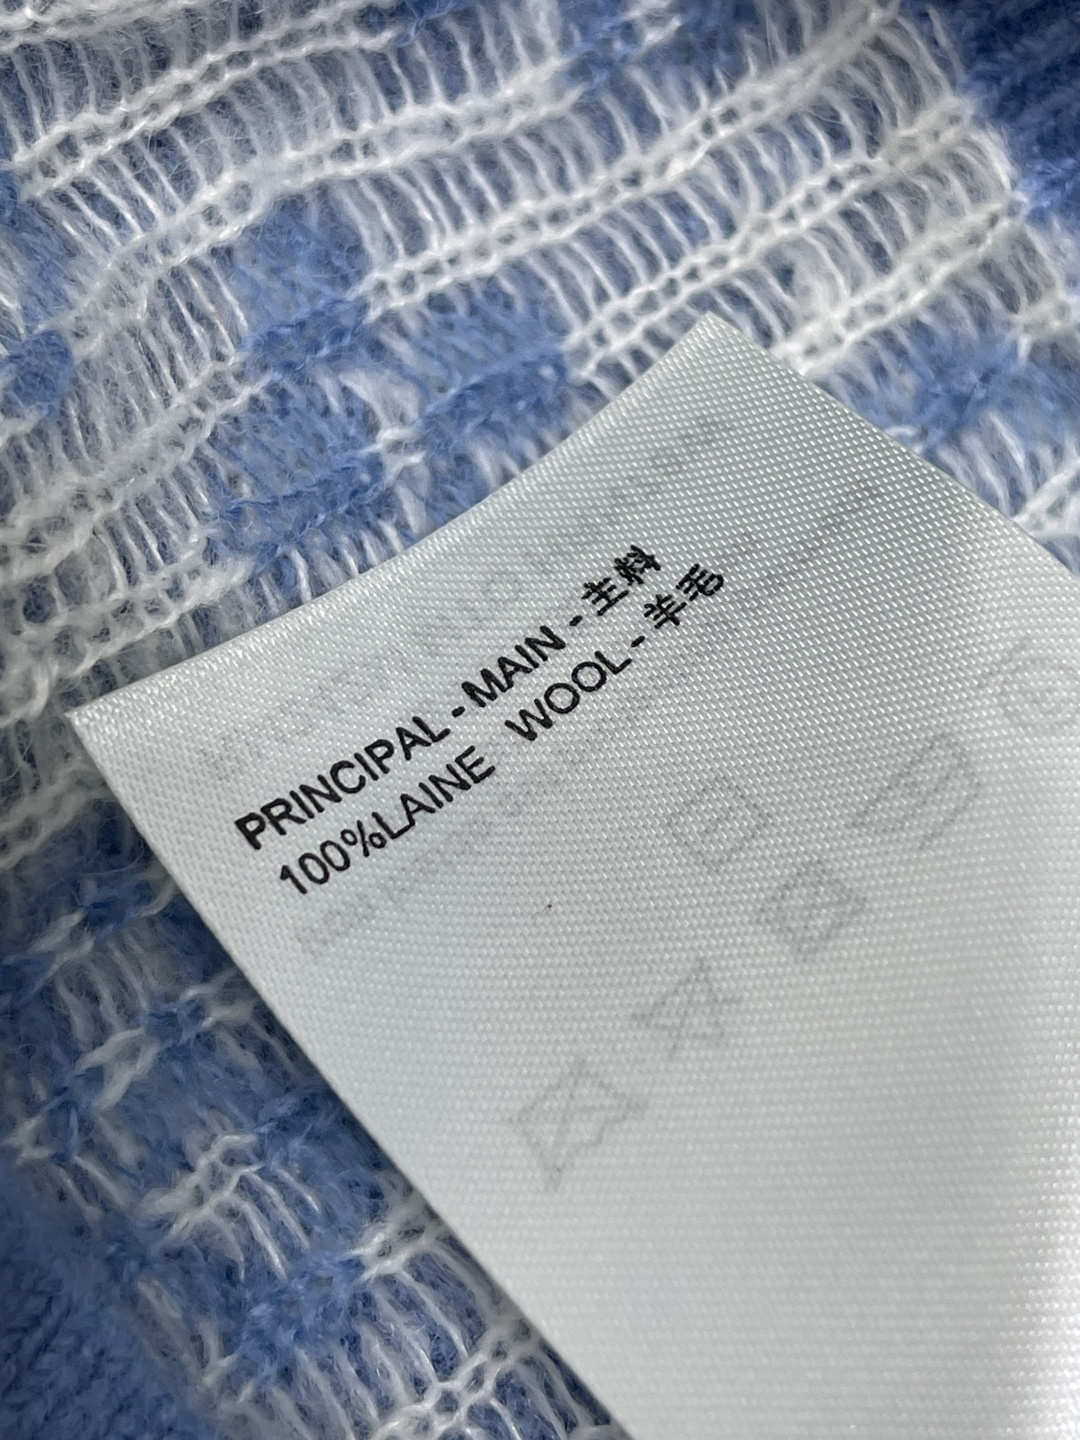 PRINCIPAL - MAIN - 主料
100%LAINE WOOL - 羊毛